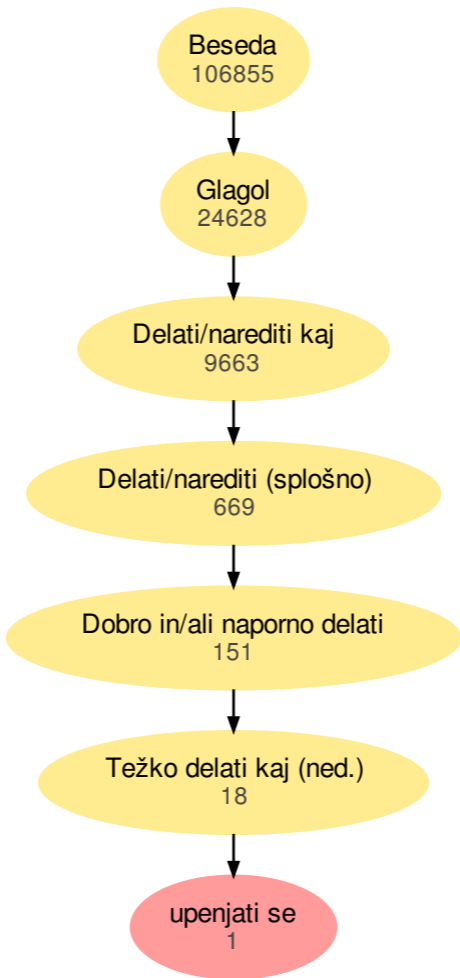 Beseda
106855
Glagol
24628
Delati/narediti kaj
9663
Delati/narediti (splošno)
669
Dobro in/ali naporno delati
151
Težko delati kaj (ned.)
18
upenjati se
1